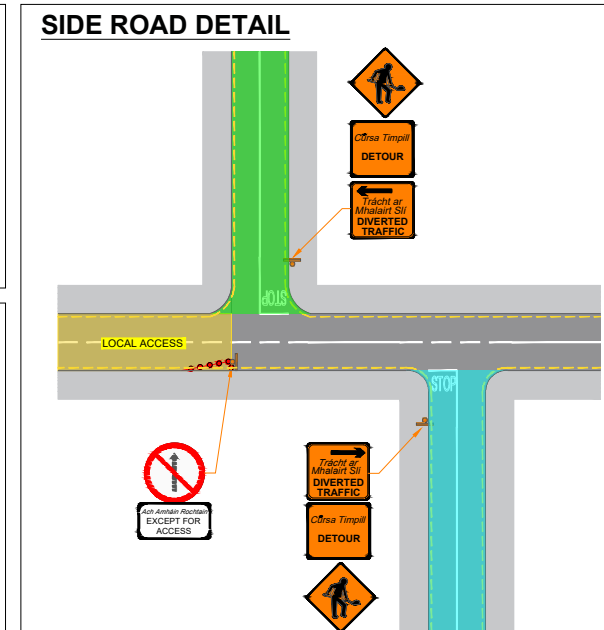 SIDE ROAD DETAIL
Cúrsa Timpill
DETOUR
Trácht ar
Mhalairt Slí
DIVERTED
TRAFFIC
STOP
LOCAL ACCESS
STOP
Trácht ar
Mhalairt Slí
DIVERTED
TRAFFIC
Ach Amháin Rochtain
EXCEPT FOR
ACCESS
Cúrsa Timpill
DETOUR